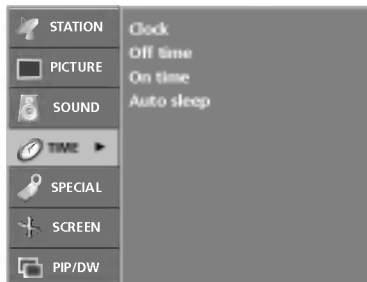 STATION
PICTURE
SOUND
TIME
SPECIAL
SCREEN
PIP/DW
Clock
Off time
On time
Auto sleep